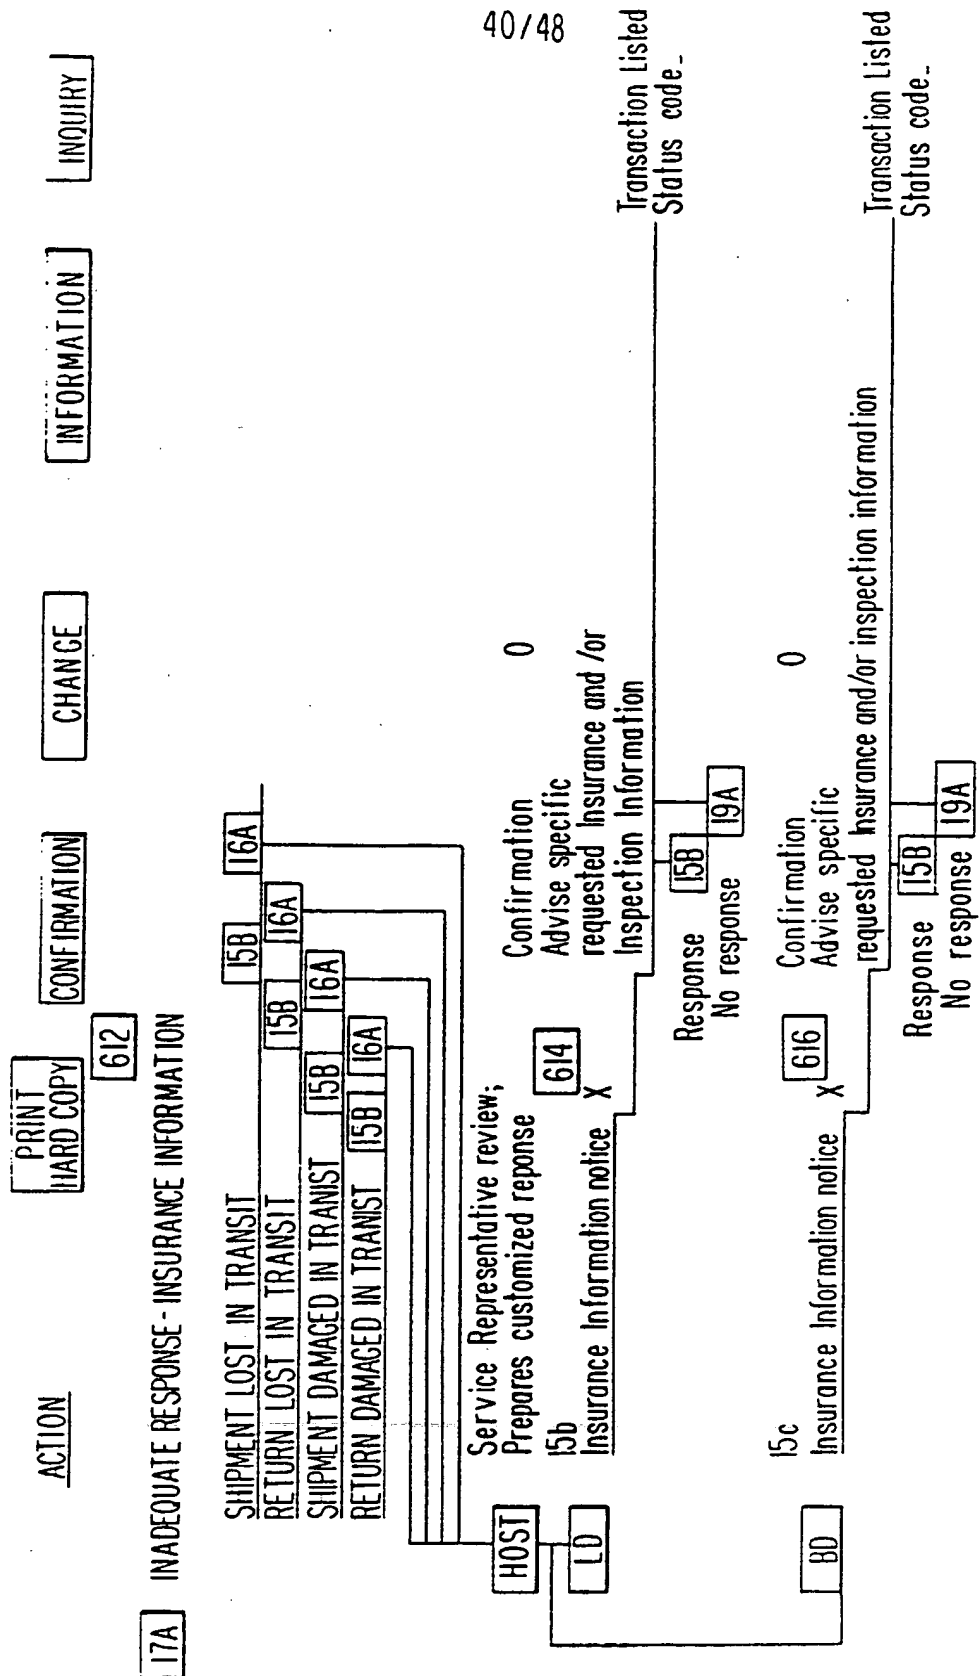 40/48
ACTION
PRINT
HARD COPY
CONFIRMATION
CHANGE
INFORMATION
INQUIRY
612
17A
INADEQUATE RESPONSE-INSURANCE INFORMATION
SHIPMENT LOST IN TRANSIT
15B
16A
RETURN LOST IN TRANSIT
15B
16A
SHIPMENT DAMAGED IN TRANIST
15B
16A
RETURN DAMAGED IN TRANIST
15B
16A
HOST
Service Representative review;
Prepares customized reponse
LD
15b
Insurance Information notice
614
X
Confirmation
O
Advise specific
requested Insurance and /or
Inspection Information
Transaction Listed
Status code_
15B
19A
Response
No response
BD
15c
Insurance Information notice
616
X
Confirmation
O
Advise specific
requested Insurance and/or inspection information
Transaction Listed
Status code_
15B
19A
Response
No response